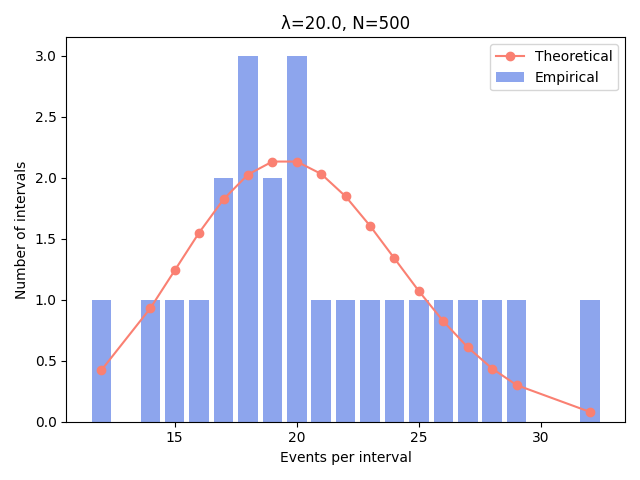 λ=20.0, N=500
Theoretical
Empirical
Number of intervals
3.0
2.5
2.0
1.5
1.0
0.5
0.0
15 20 25 30
Events per interval